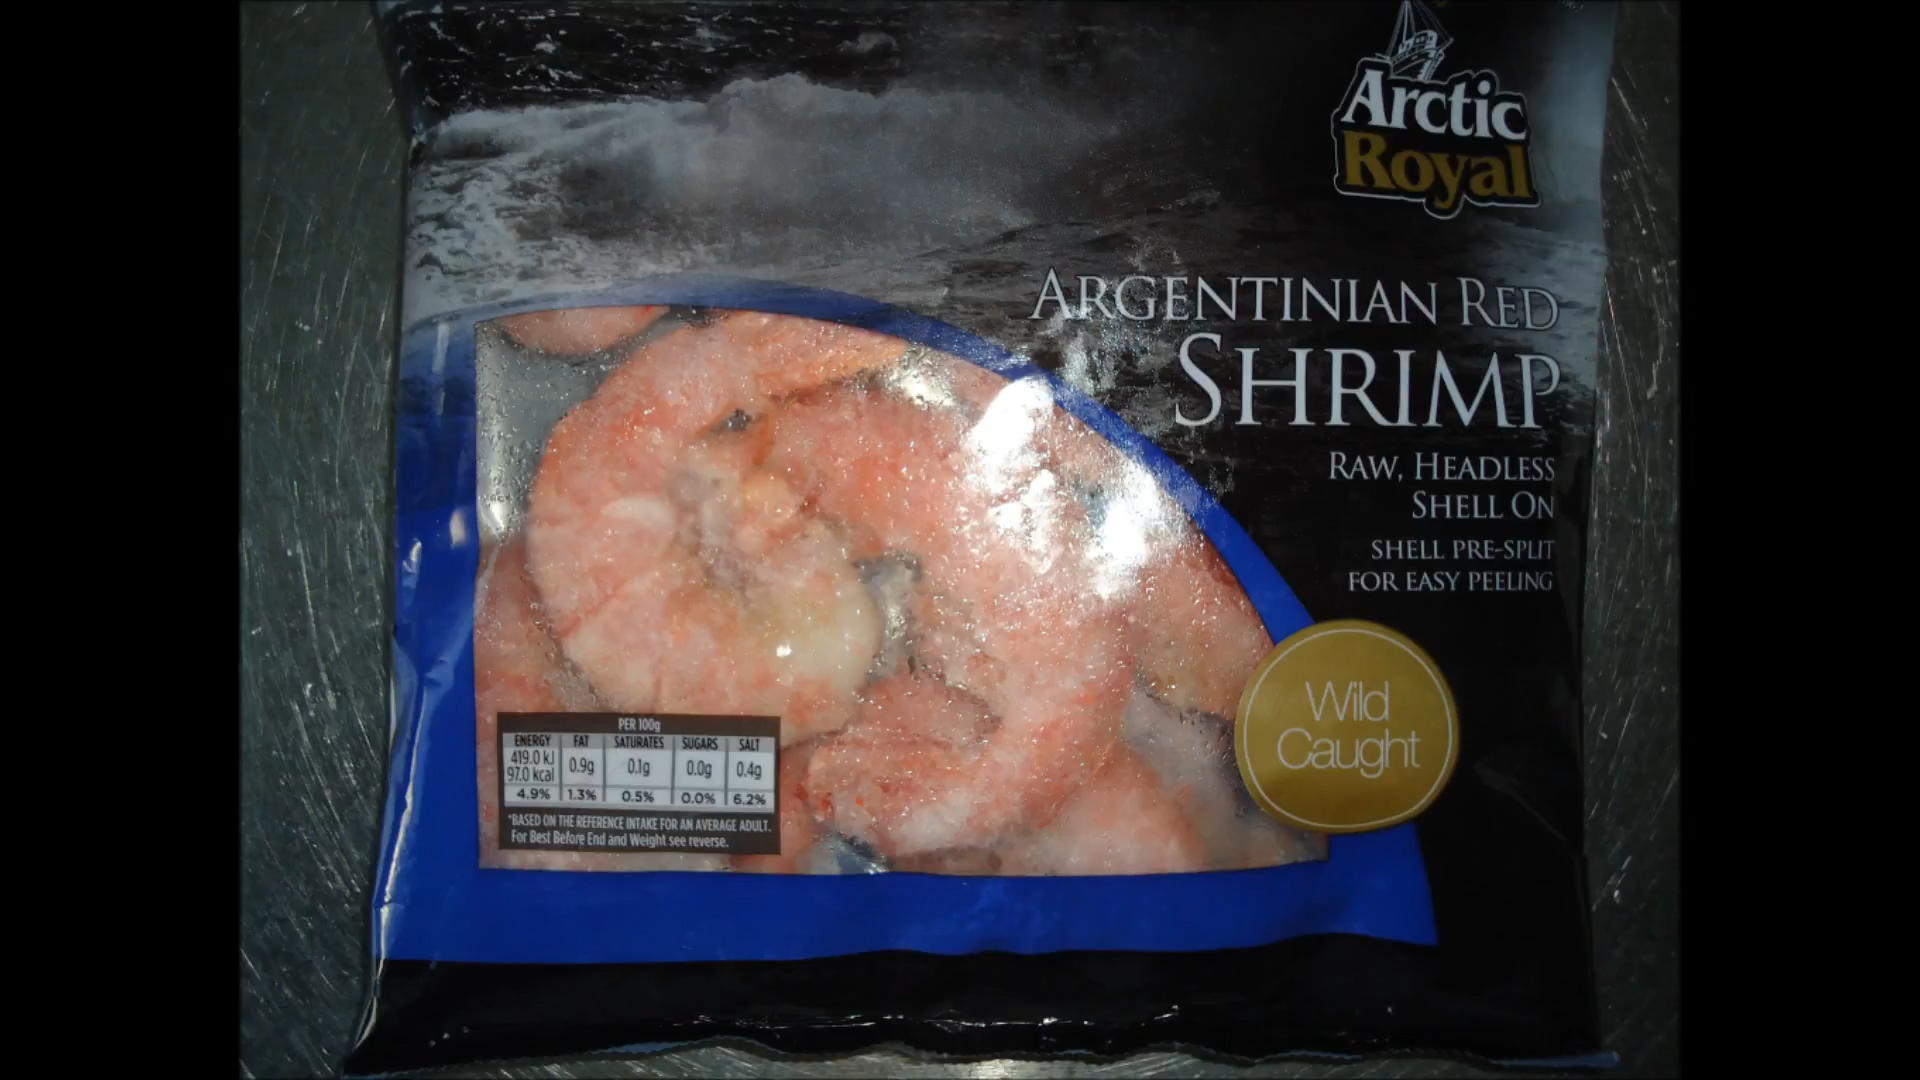 Arctic
Royal
ARGENTINIAN RED
SHRIMP
RAW, HEADLESS
SHELL ON
SHELL PRE-SPLIT
FOR EASY PEELING
Wild
Caught
PER 100g
ENERGY FAT SATURATES SUGARS SALT
419.0 kJ
97.0 kcal 0.9g 0.1g 0.0g 0.4g
4.9% 1.3% 0.5% 0.0% 6.2%
*BASED ON THE REFERENCE INTAKE FOR AN AVERAGE ADULT.
For Best Before End and Weight see reverse.